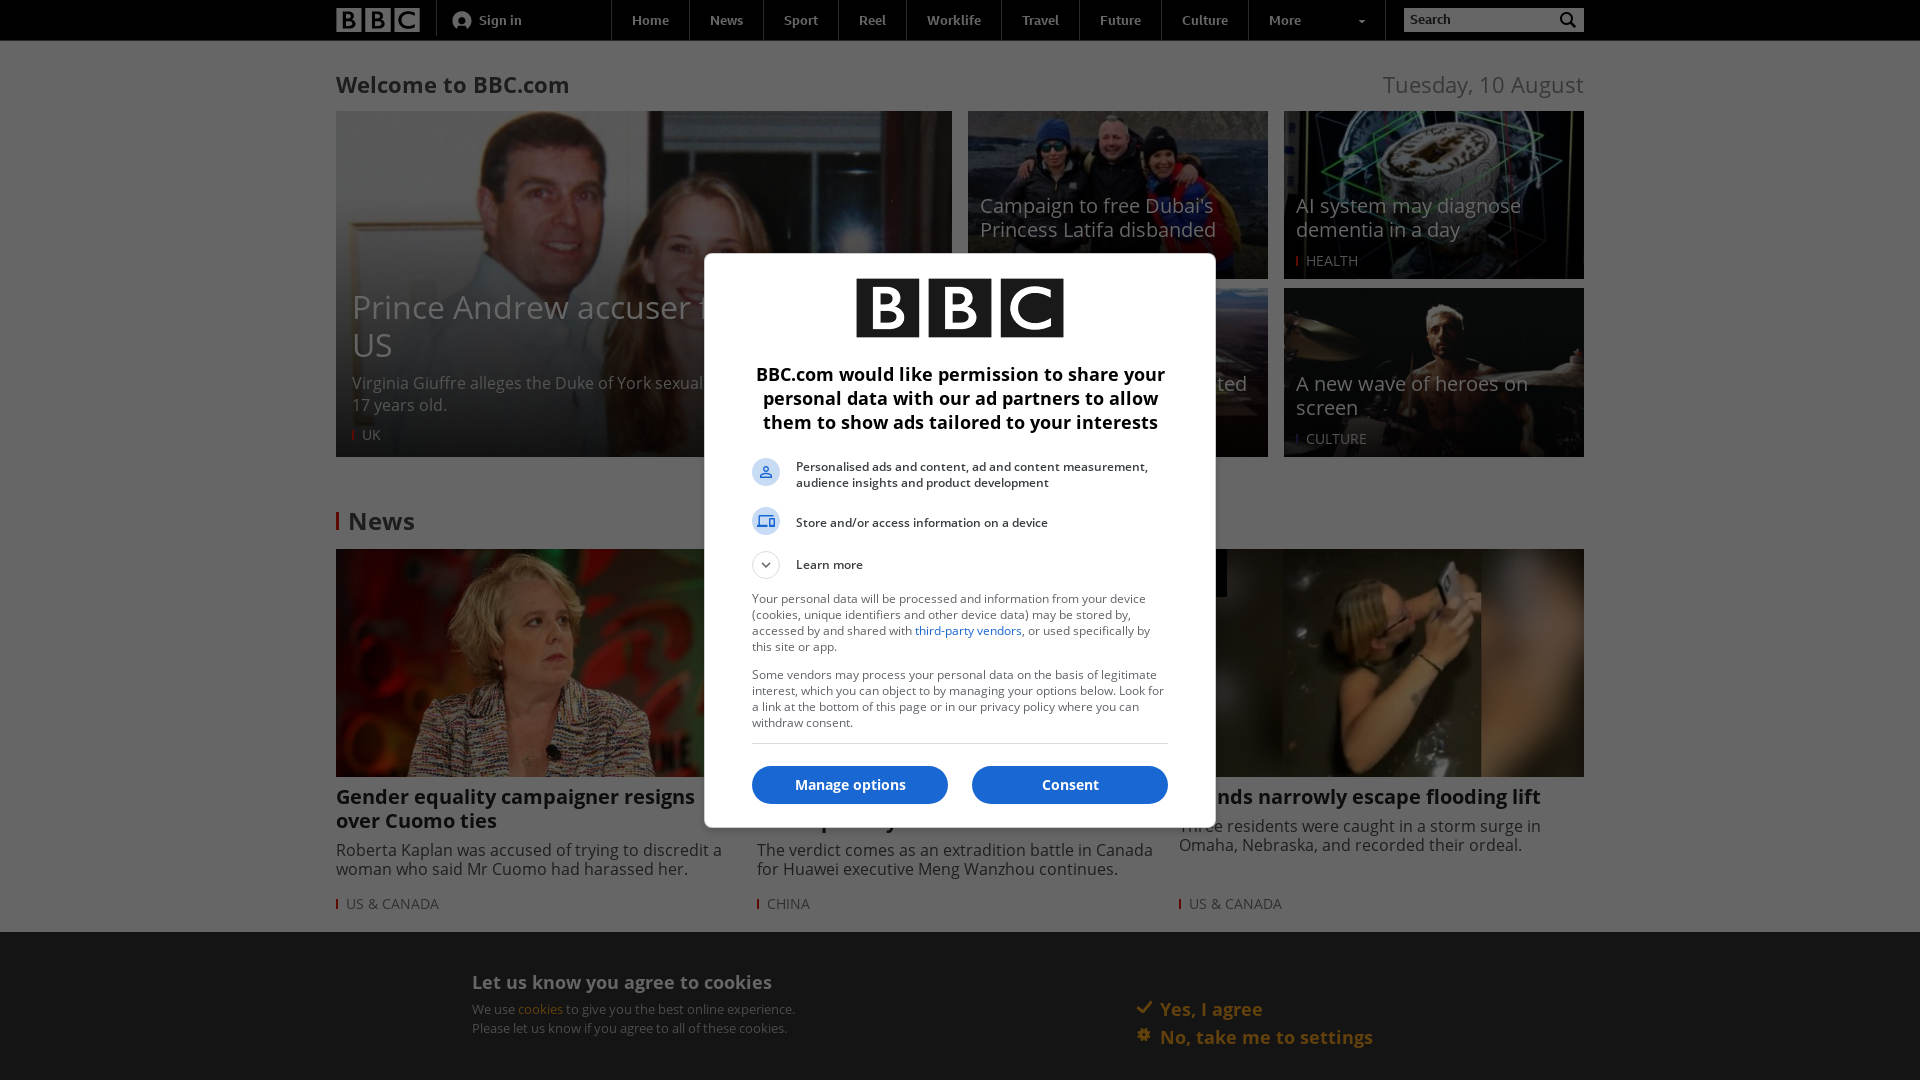 BBC
Sign in
Home
News
Sport
Reel
Worklife
Travel
Future
Culture
More
Search
Welcome to BBC.com
Tuesday, 10 August
Prince Andrew accuser
US
Virginia Giuffre alleges the Duke of York sexual
17 years old.
UK
Campaign to free Dubai's
Princess Latifa disbanded
AI system may diagnose
dementia in a day
HEALTH
ted
A new wave of heroes on
screen
CULTURE
BBC
BBC.com would like permission to share your
personal data with our ad partners to allow
them to show ads tailored to your interests
Personalised ads and content, ad and content measurement,
audience insights and product development
Store and/or access information on a device
Learn more
Your personal data will be processed and information from your device
(cookies, unique identifiers and other device data) may be stored by,
accessed by and shared with third-party vendors, or used specifically by
this site or app.
Some vendors may process your personal data on the basis of legitimate
interest, which you can object to by managing your options below. Look for
a link at the bottom of this page or in our privacy policy where you can
withdraw consent.
Manage options
Consent
News
Gender equality campaigner resigns
over Cuomo ties
Roberta Kaplan was accused of trying to discredit a
woman who said Mr Cuomo had harassed her.
US & CANADA
The verdict comes as an extradition battle in Canada
for Huawei executive Meng Wanzhou continues.
CHINA
nds narrowly escape flooding lift
Three residents were caught in a storm surge in
Omaha, Nebraska, and recorded their ordeal.
US & CANADA
Let us know you agree to cookies
We use cookies to give you the best online experience.
Please let us know if you agree to all of these cookies.
Yes, I agree
No, take me to settings